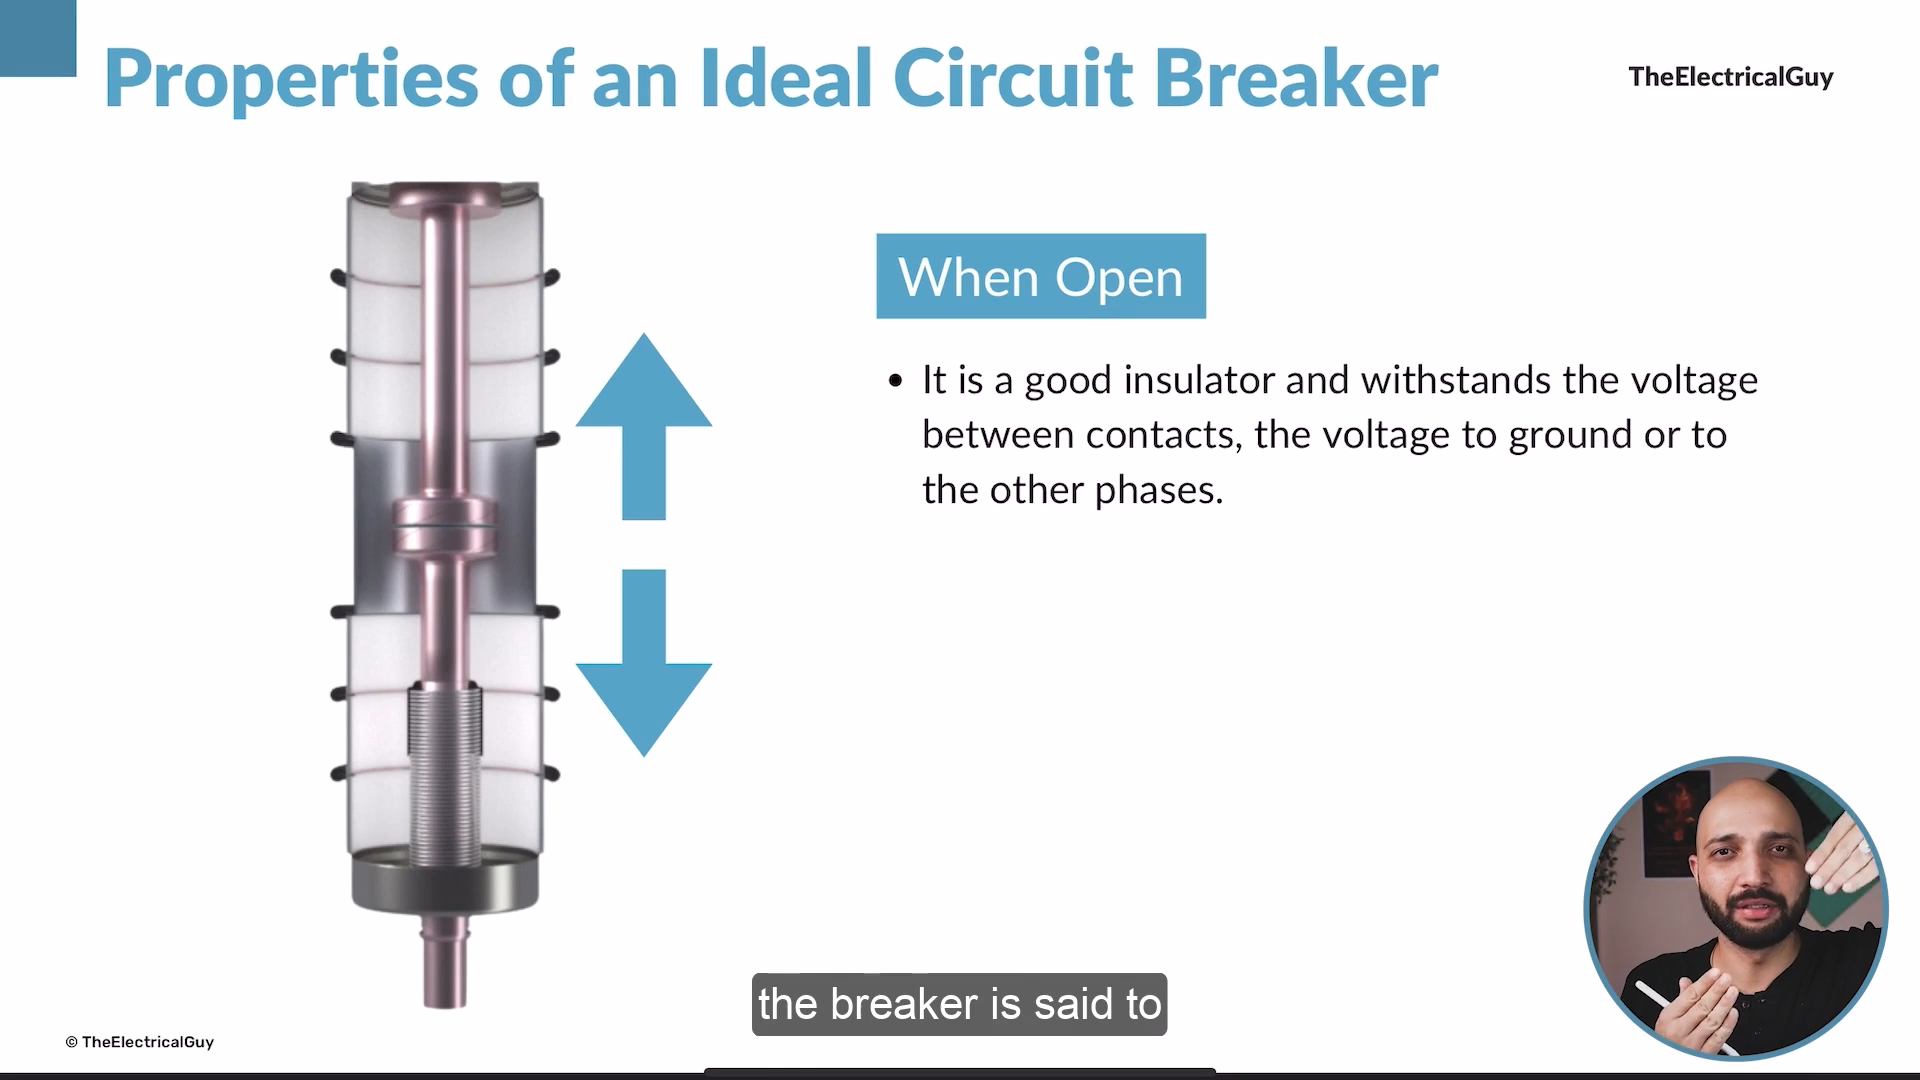 Properties of an Ideal Circuit Breaker
TheElectricalGuy
When Open
• It is a good insulator and withstands the voltage
between contacts, the voltage to ground or to
the other phases.
the breaker is said to
© TheElectricalGuy